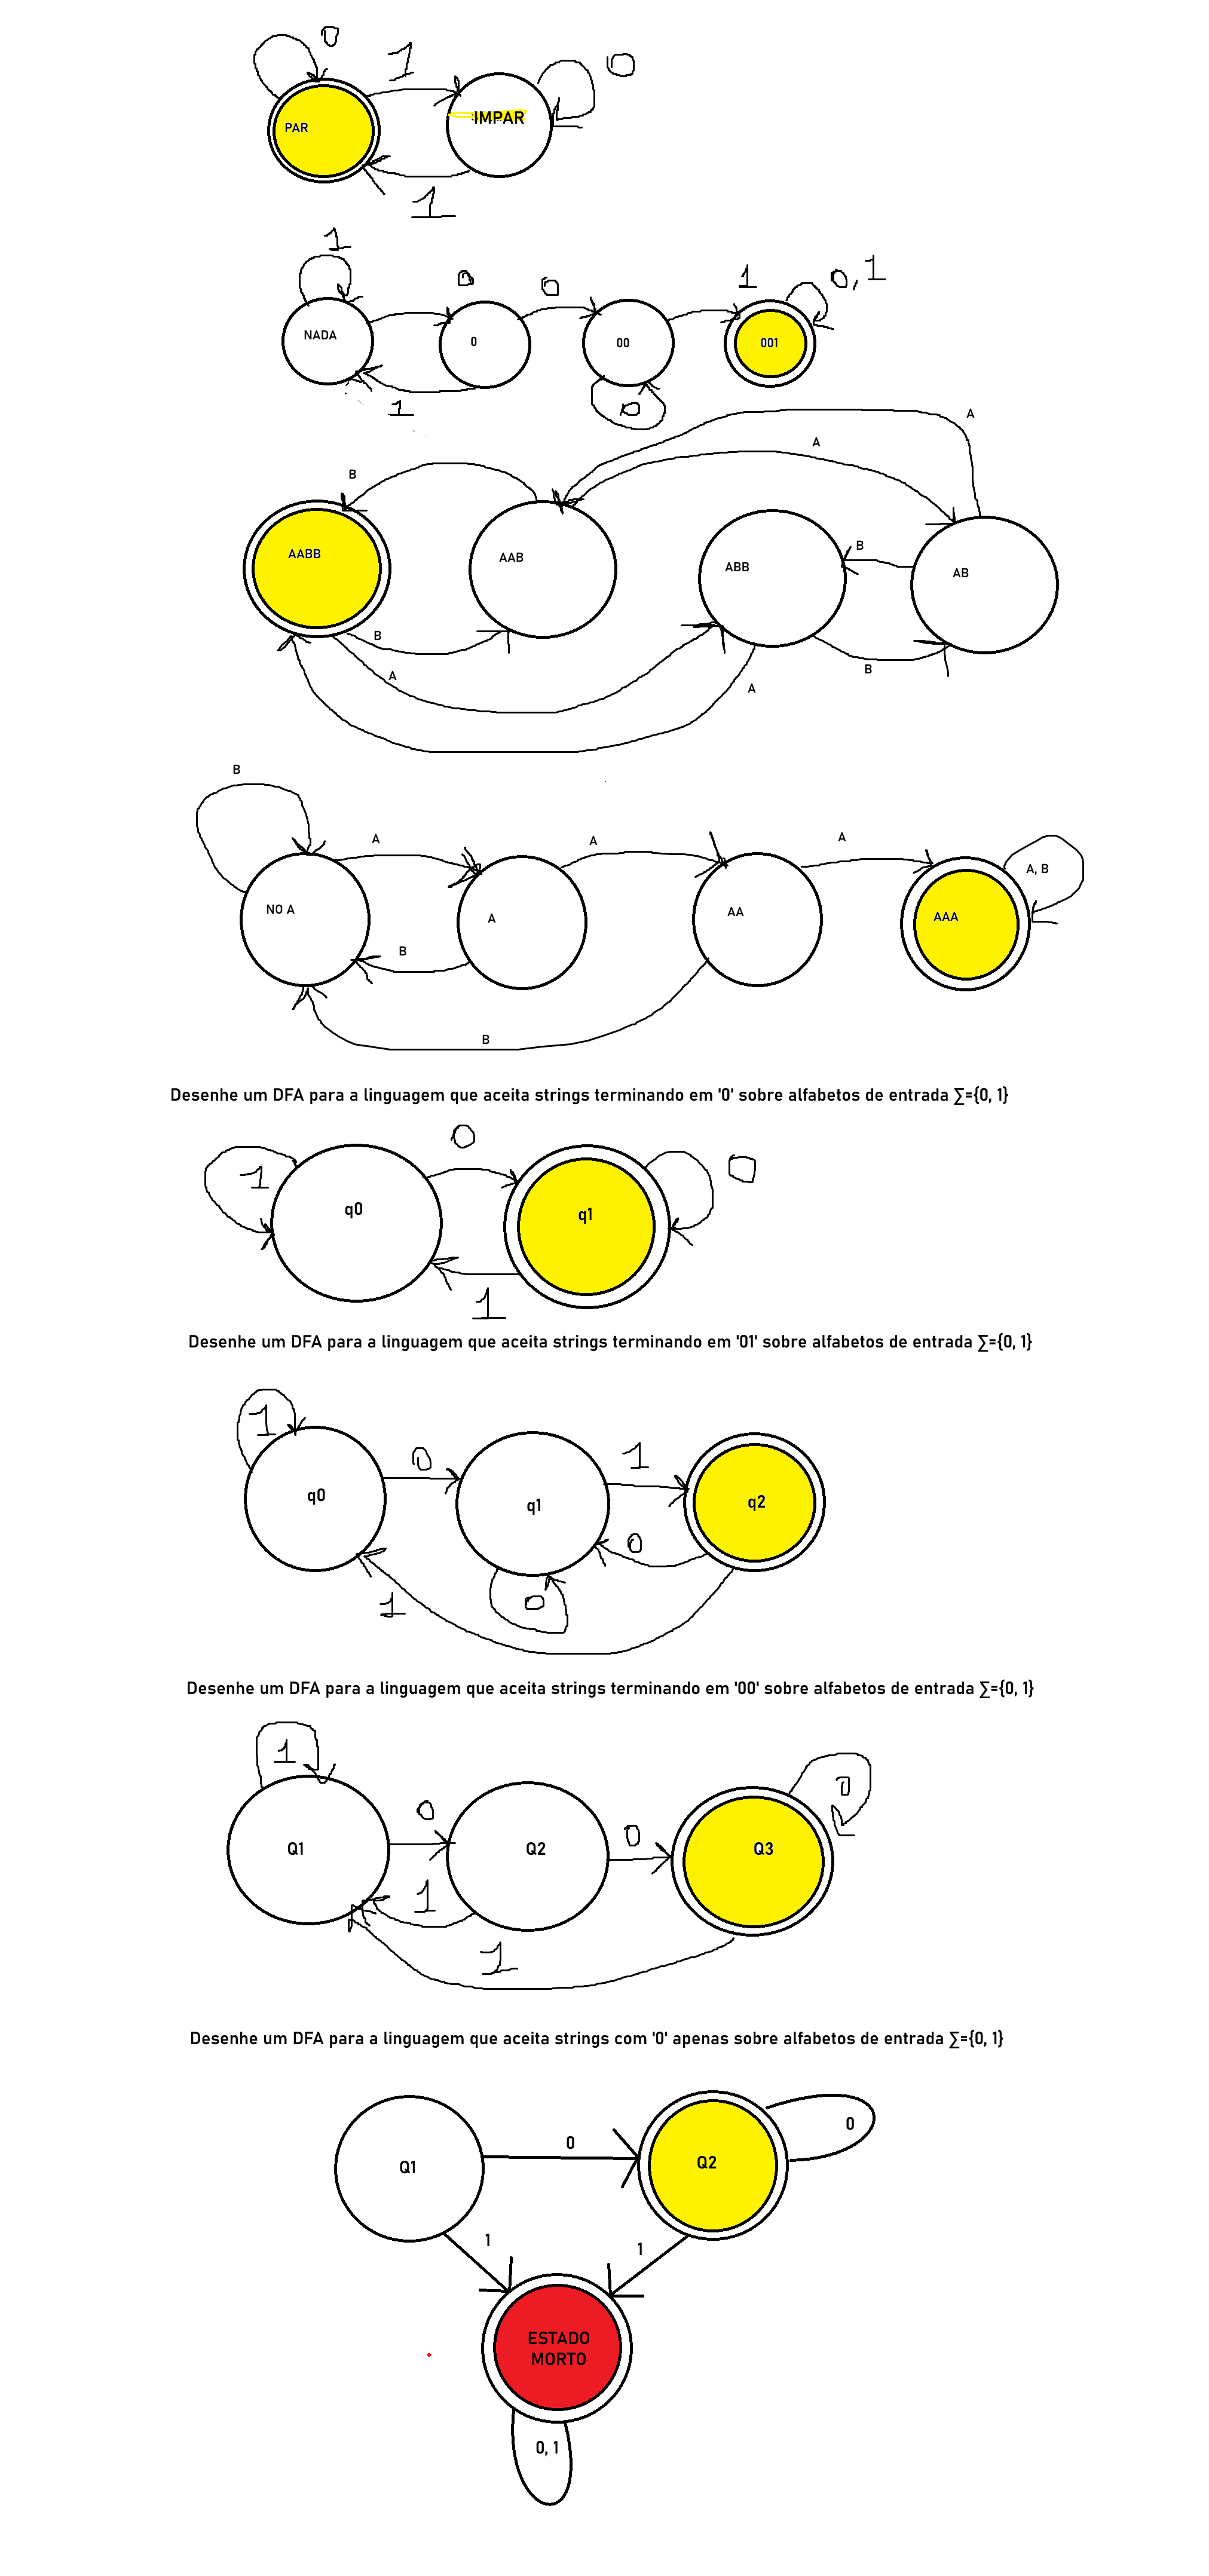 0
1
0
PAR
IMPAR
1
1
0
0
1
0,1
NADA
0
00
001
1
0
A
A
B
AABB
AAB
ABB
B
AB
B
A
B
A
B
A
A
A
A, B
NO A
A
AA
AAA
B
B
Desenhe um DFA para a linguagem que aceita strings terminando em '0' sobre alfabetos de entrada ∑={0, 1}
0
1
0
q0
q1
1
Desenhe um DFA para a linguagem que aceita strings terminando em '01' sobre alfabetos de entrada ∑={0, 1}
1
0
1
q0
q1
q2
0
1
0
Desenhe um DFA para a linguagem que aceita strings terminando em '00' sobre alfabetos de entrada ∑={0, 1}
1
0
0
0
Q1
Q2
Q3
1
1
Desenhe um DFA para a linguagem que aceita strings com '0' apenas sobre alfabetos de entrada ∑={0, 1}
0
0
Q1
Q2
1
1
ESTADO
MORTO
0, 1